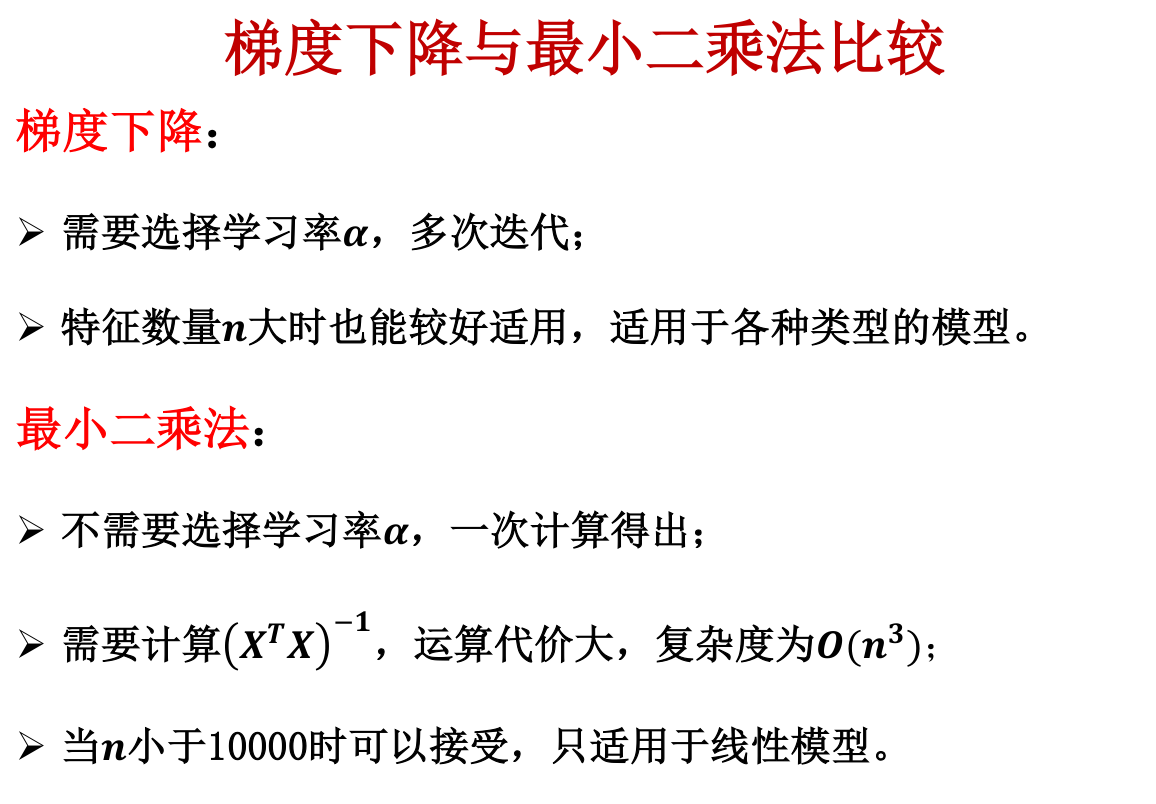 梯度下降与最小二乘法比较
梯度下降：
➢ 需要选择学习率α，多次迭代；
➢ 特征数量n大时也能较好适用，适用于各种类型的模型。
最小二乘法：
➢ 不需要选择学习率α，一次计算得出；
➢ 需要计算(XᵀX)⁻¹，运算代价大，复杂度为O(n³)；
➢ 当n小于10000时可以接受，只适用于线性模型。